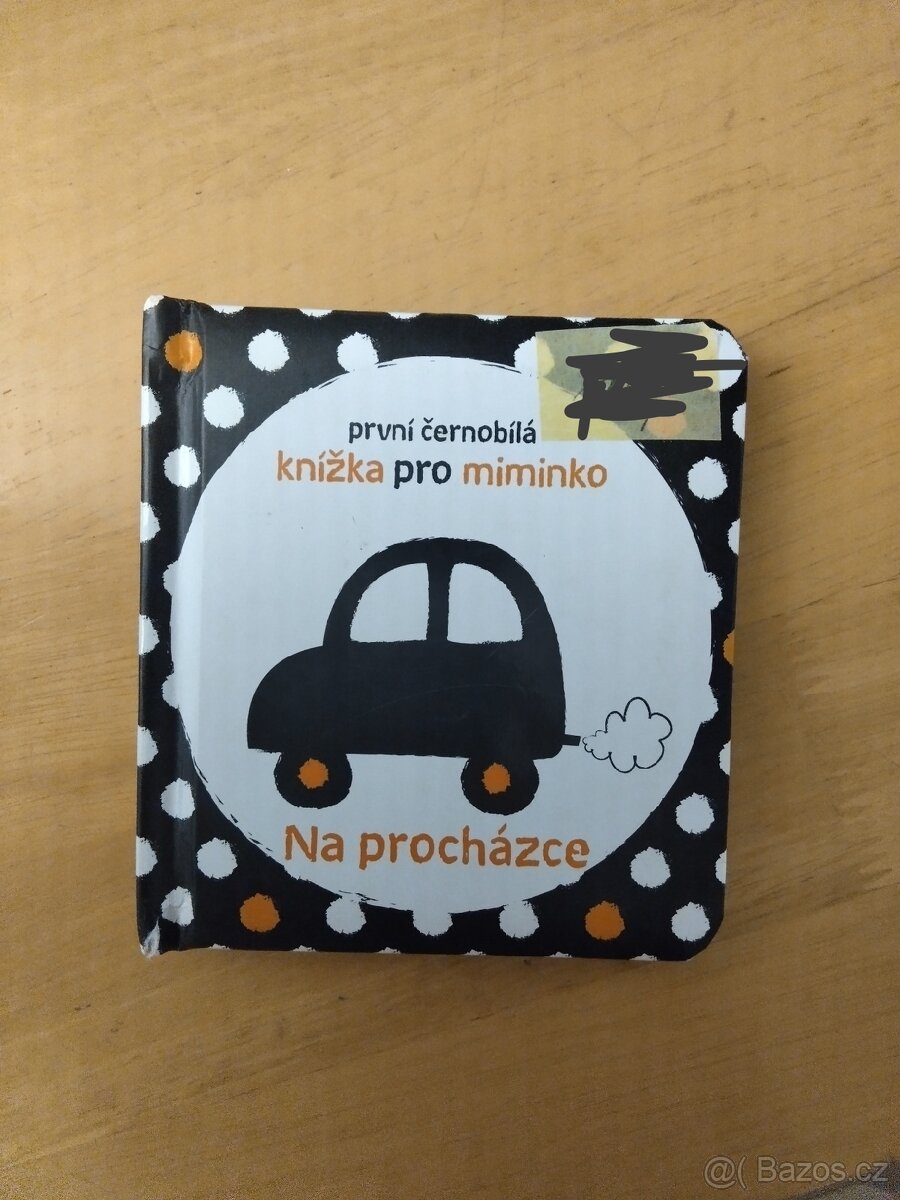 první černobílá
knížka pro miminko
Na procházce
@( Bazos.cz